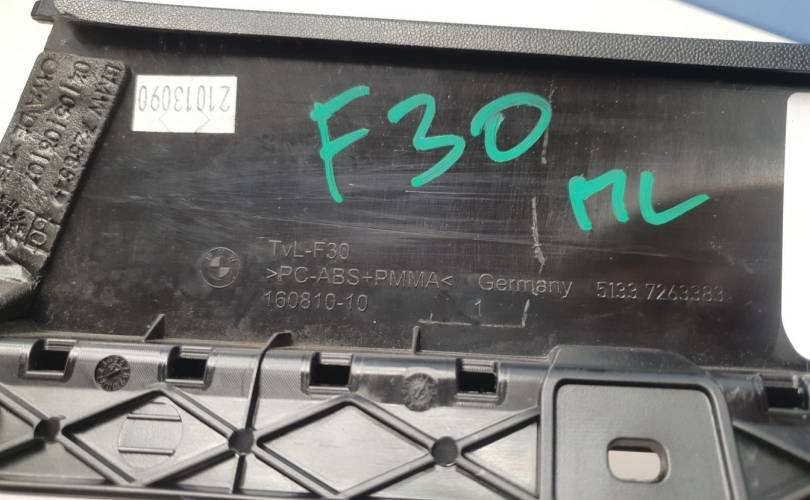 21013090
F30
ML
TvL-F30
>PC-ABS+PMMA< Germany 5133 7263383
160810-10 1